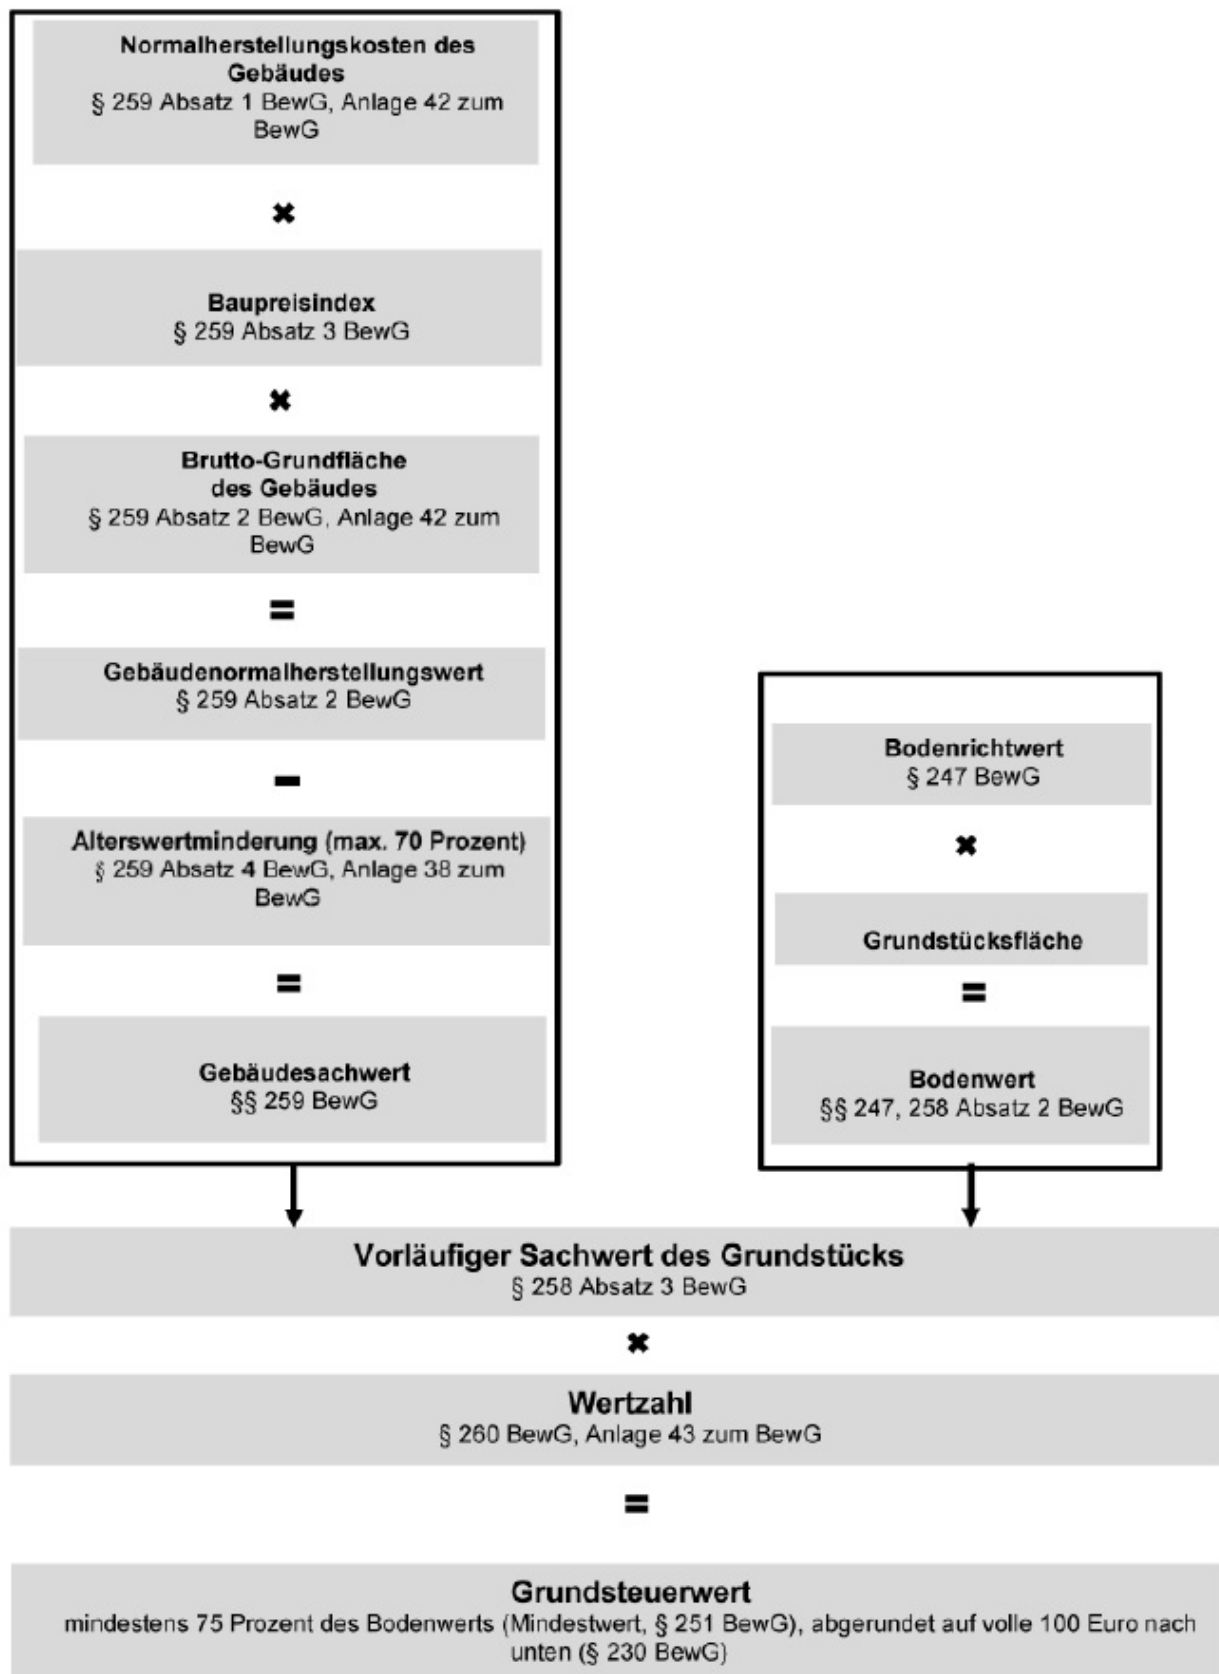 Normalherstellungskosten des
Gebäudes
§ 259 Absatz 1 BewG, Anlage 42 zum
BewG
×
Baupreisindex
§ 259 Absatz 3 BewG
×
Brutto-Grundfläche
des Gebäudes
§ 259 Absatz 2 BewG, Anlage 42 zum
BewG
=
Gebäudenormalherstellungswert
§ 259 Absatz 2 BewG
-
Alterswertminderung (max. 70 Prozent)
§ 259 Absatz 4 BewG, Anlage 38 zum
BewG
=
Gebäudesachwert
§§ 259 BewG
Bodenrichtwert
§ 247 BewG
×
Grundstücksfläche
=
Bodenwert
§§ 247, 258 Absatz 2 BewG
Vorläufiger Sachwert des Grundstücks
§ 258 Absatz 3 BewG
×
Wertzahl
§ 260 BewG, Anlage 43 zum BewG
=
Grundsteuerwert
mindestens 75 Prozent des Bodenwerts (Mindestwert, § 251 BewG), abgerundet auf volle 100 Euro nach
unten (§ 230 BewG)